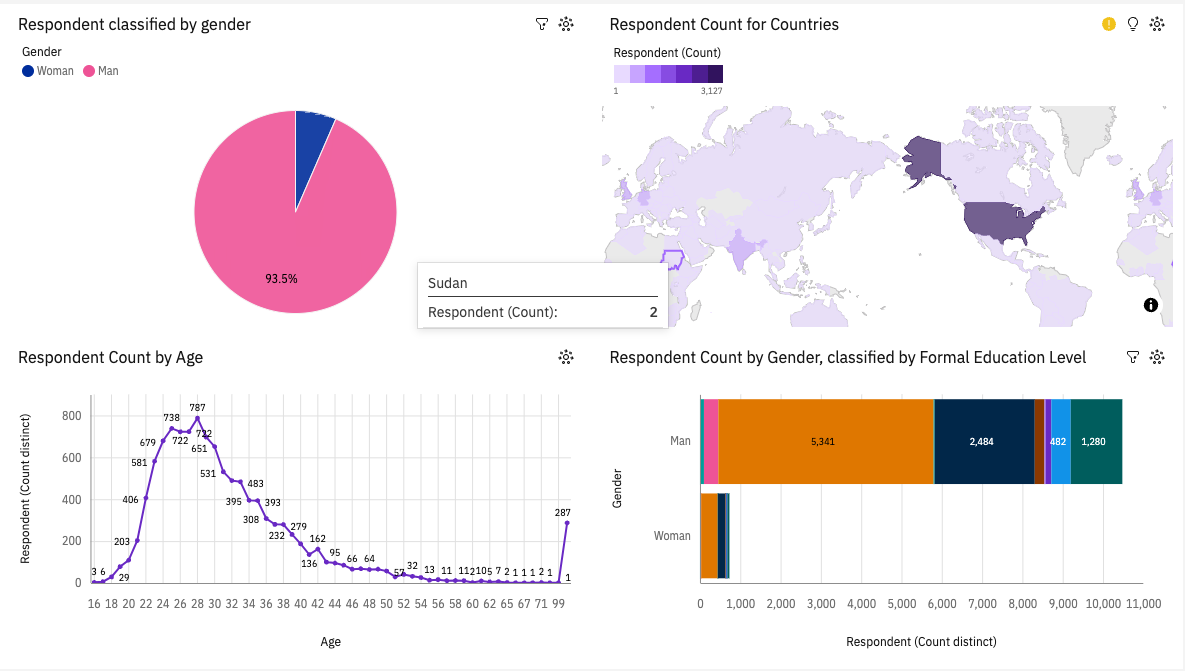 Respondent classified by gender
Gender
Woman Man
93.5%
Respondent Count for Countries
Respondent (Count)
1 3,127
Sudan
Respondent (Count): 2
Respondent Count by Age
Respondent (Count distinct)
800
600
400
200
0
787
738
722
722
679
651
581
531
483
406
395
393
308
279
232
203
162
136
95
66
64
57
32
29
13
11
11 2 10 5 7 2 1 1 1 2 1
3 6
287
1
16 18 20 22 24 26 28 30 32 34 36 38 40 42 44 46 48 50 52 54 56 58 60 62 65 67 71 99
Age
Respondent Count by Gender, classified by Formal Education Level
Gender
Man
5,341
2,484
482
1,280
Woman
0 1,000 2,000 3,000 4,000 5,000 6,000 7,000 8,000 9,000 10,000 11,000
Respondent (Count distinct)